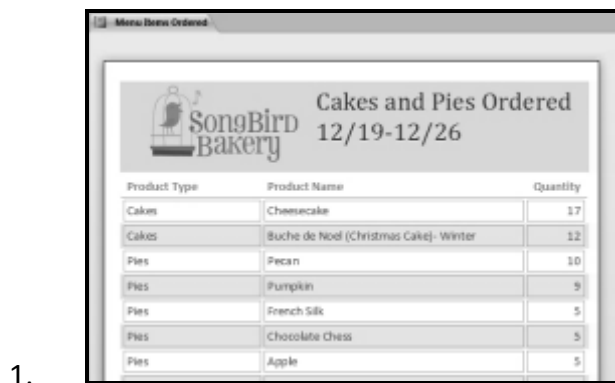 Menu Items Ordered
SongBird
Bakery
Cakes and Pies Ordered
12/19-12/26
Product Type Product Name Quantity
Cakes Cheesecake 17
Cakes Buche de Noel (Christmas Cake)- Winter 12
Pies Pecan 10
Pies Pumpkin 9
Pies French Silk 5
Pies Chocolate Chess 5
Pies Apple 5
1.